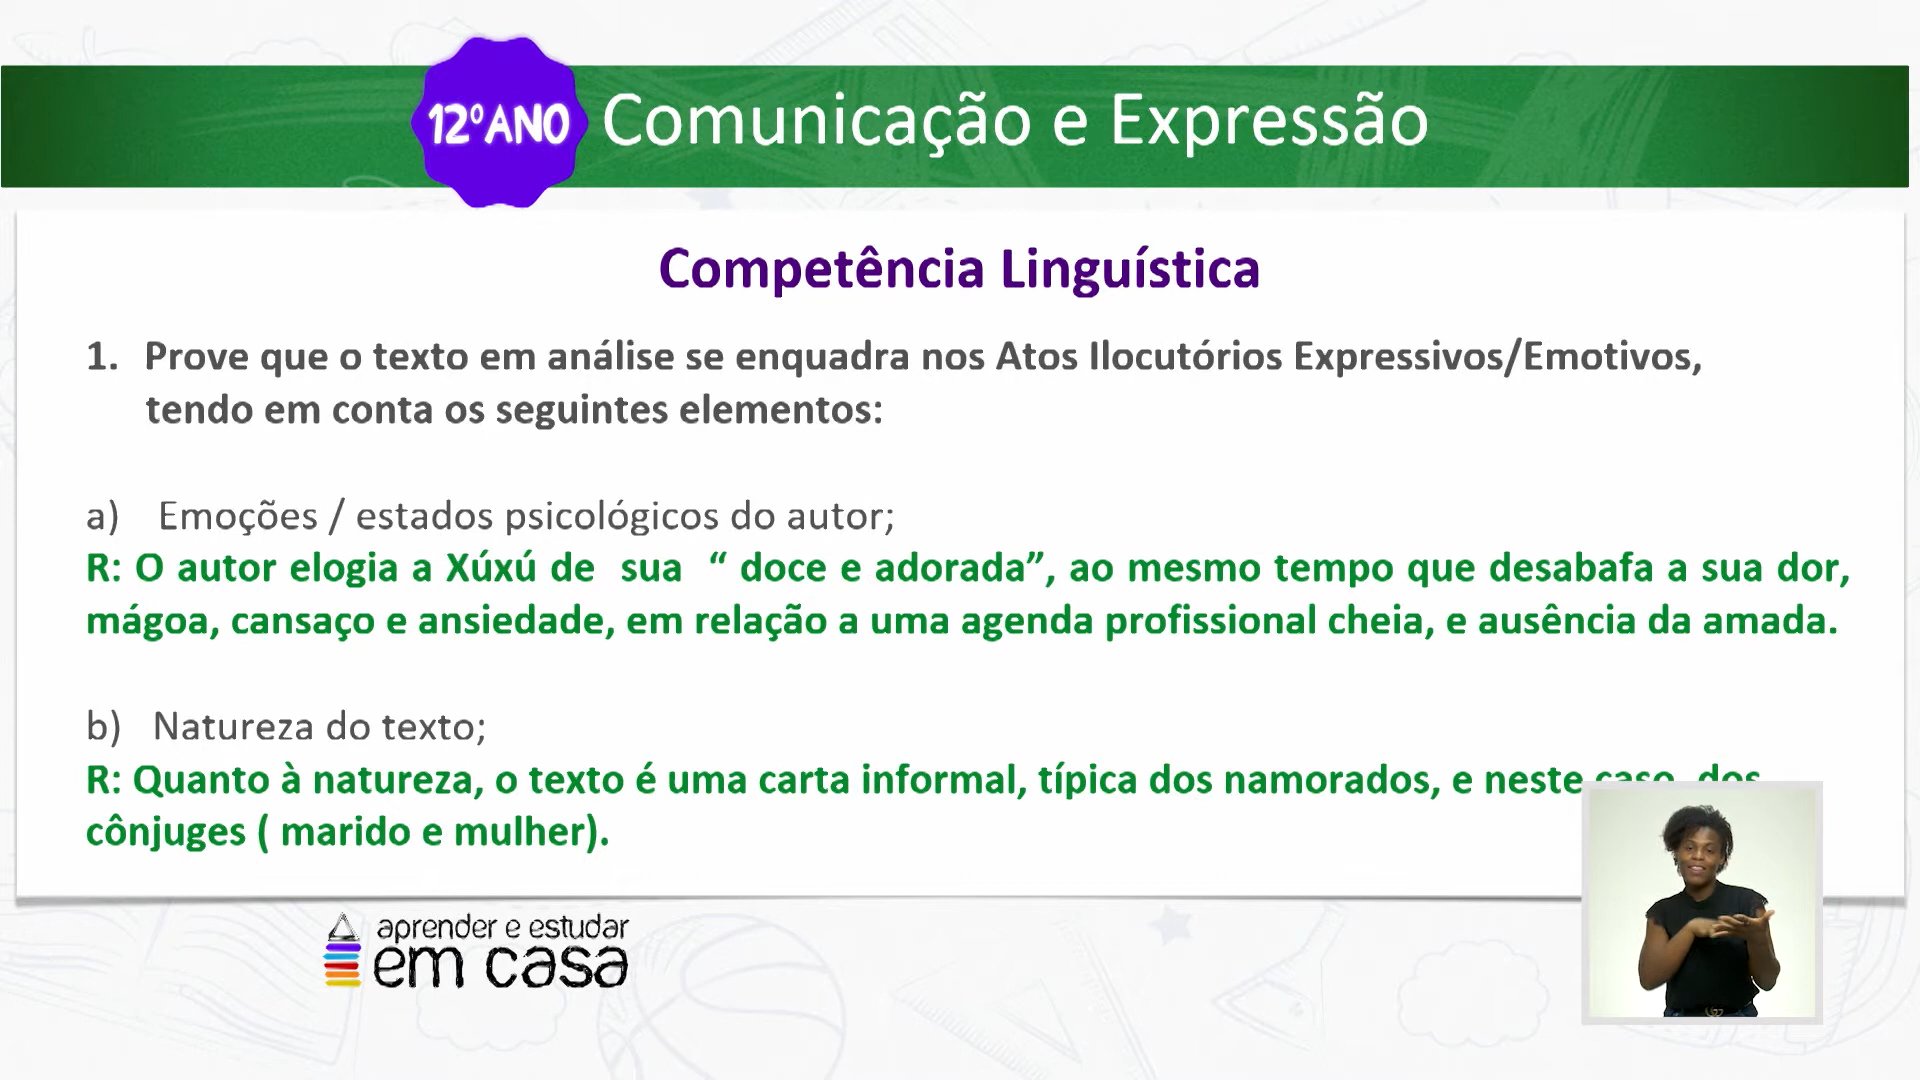 12ºANO Comunicação e Expressão
Competência Linguística
1. Prove que o texto em análise se enquadra nos Atos Ilocutórios Expressivos/Emotivos,
tendo em conta os seguintes elementos:
a) Emoções / estados psicológicos do autor;
R: O autor elogia a Xúxú de sua “ doce e adorada”, ao mesmo tempo que desabafa a sua dor,
mágoa, cansaço e ansiedade, em relação a uma agenda profissional cheia, e ausência da amada.
b) Natureza do texto;
R: Quanto à natureza, o texto é uma carta informal, típica dos namorados, e neste caso, dos
cônjuges ( marido e mulher).
aprender e estudar
em casa